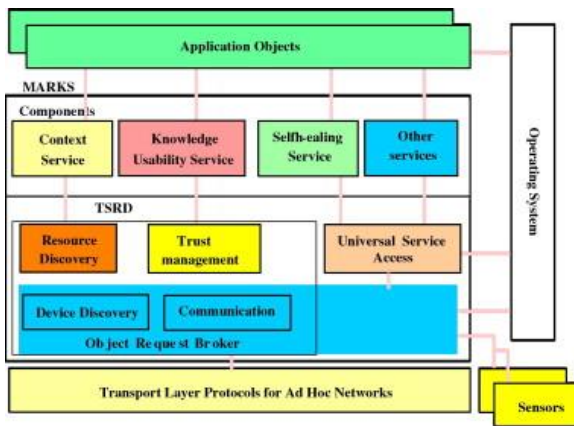 Application Objects
MARKS
Components
Context
Service
Knowledge
Usability Service
Selfh-ealing
Service
Other
services
Operating System
TSRD
Resource
Discovery
Trust
management
Universal Service
Access
Device Discovery
Communication
Object Request Broker
Transport Layer Protocols for Ad Hoc Networks
Sensors